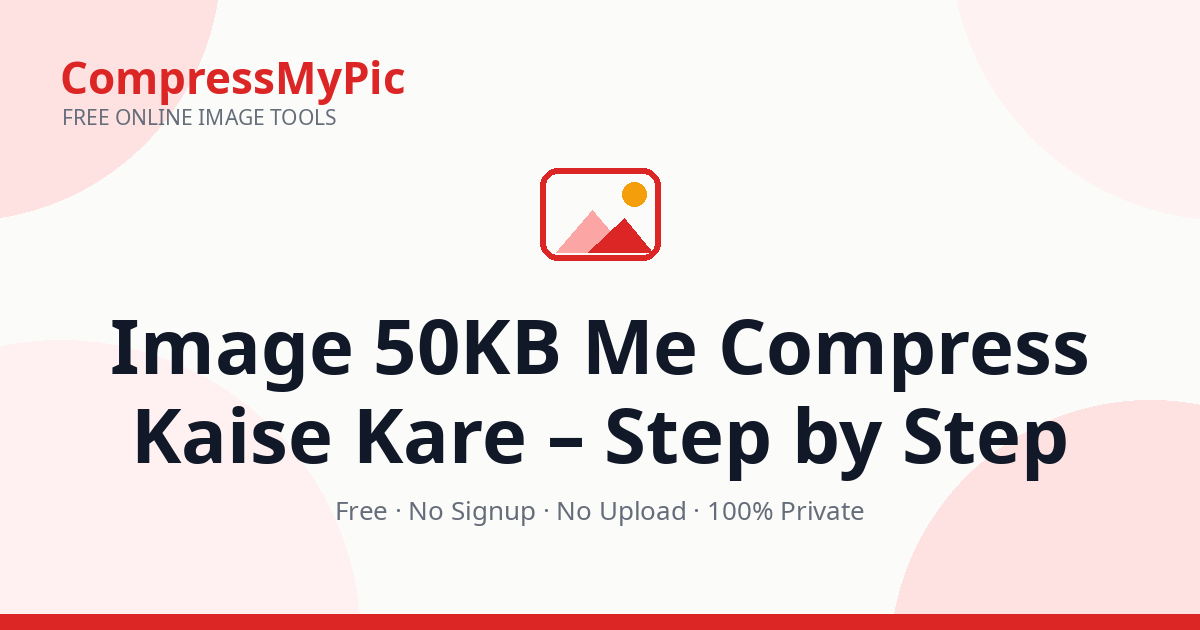 CompressMyPic
FREE ONLINE IMAGE TOOLS
Image 50KB Me Compress
Kaise Kare – Step by Step
Free · No Signup · No Upload · 100% Private